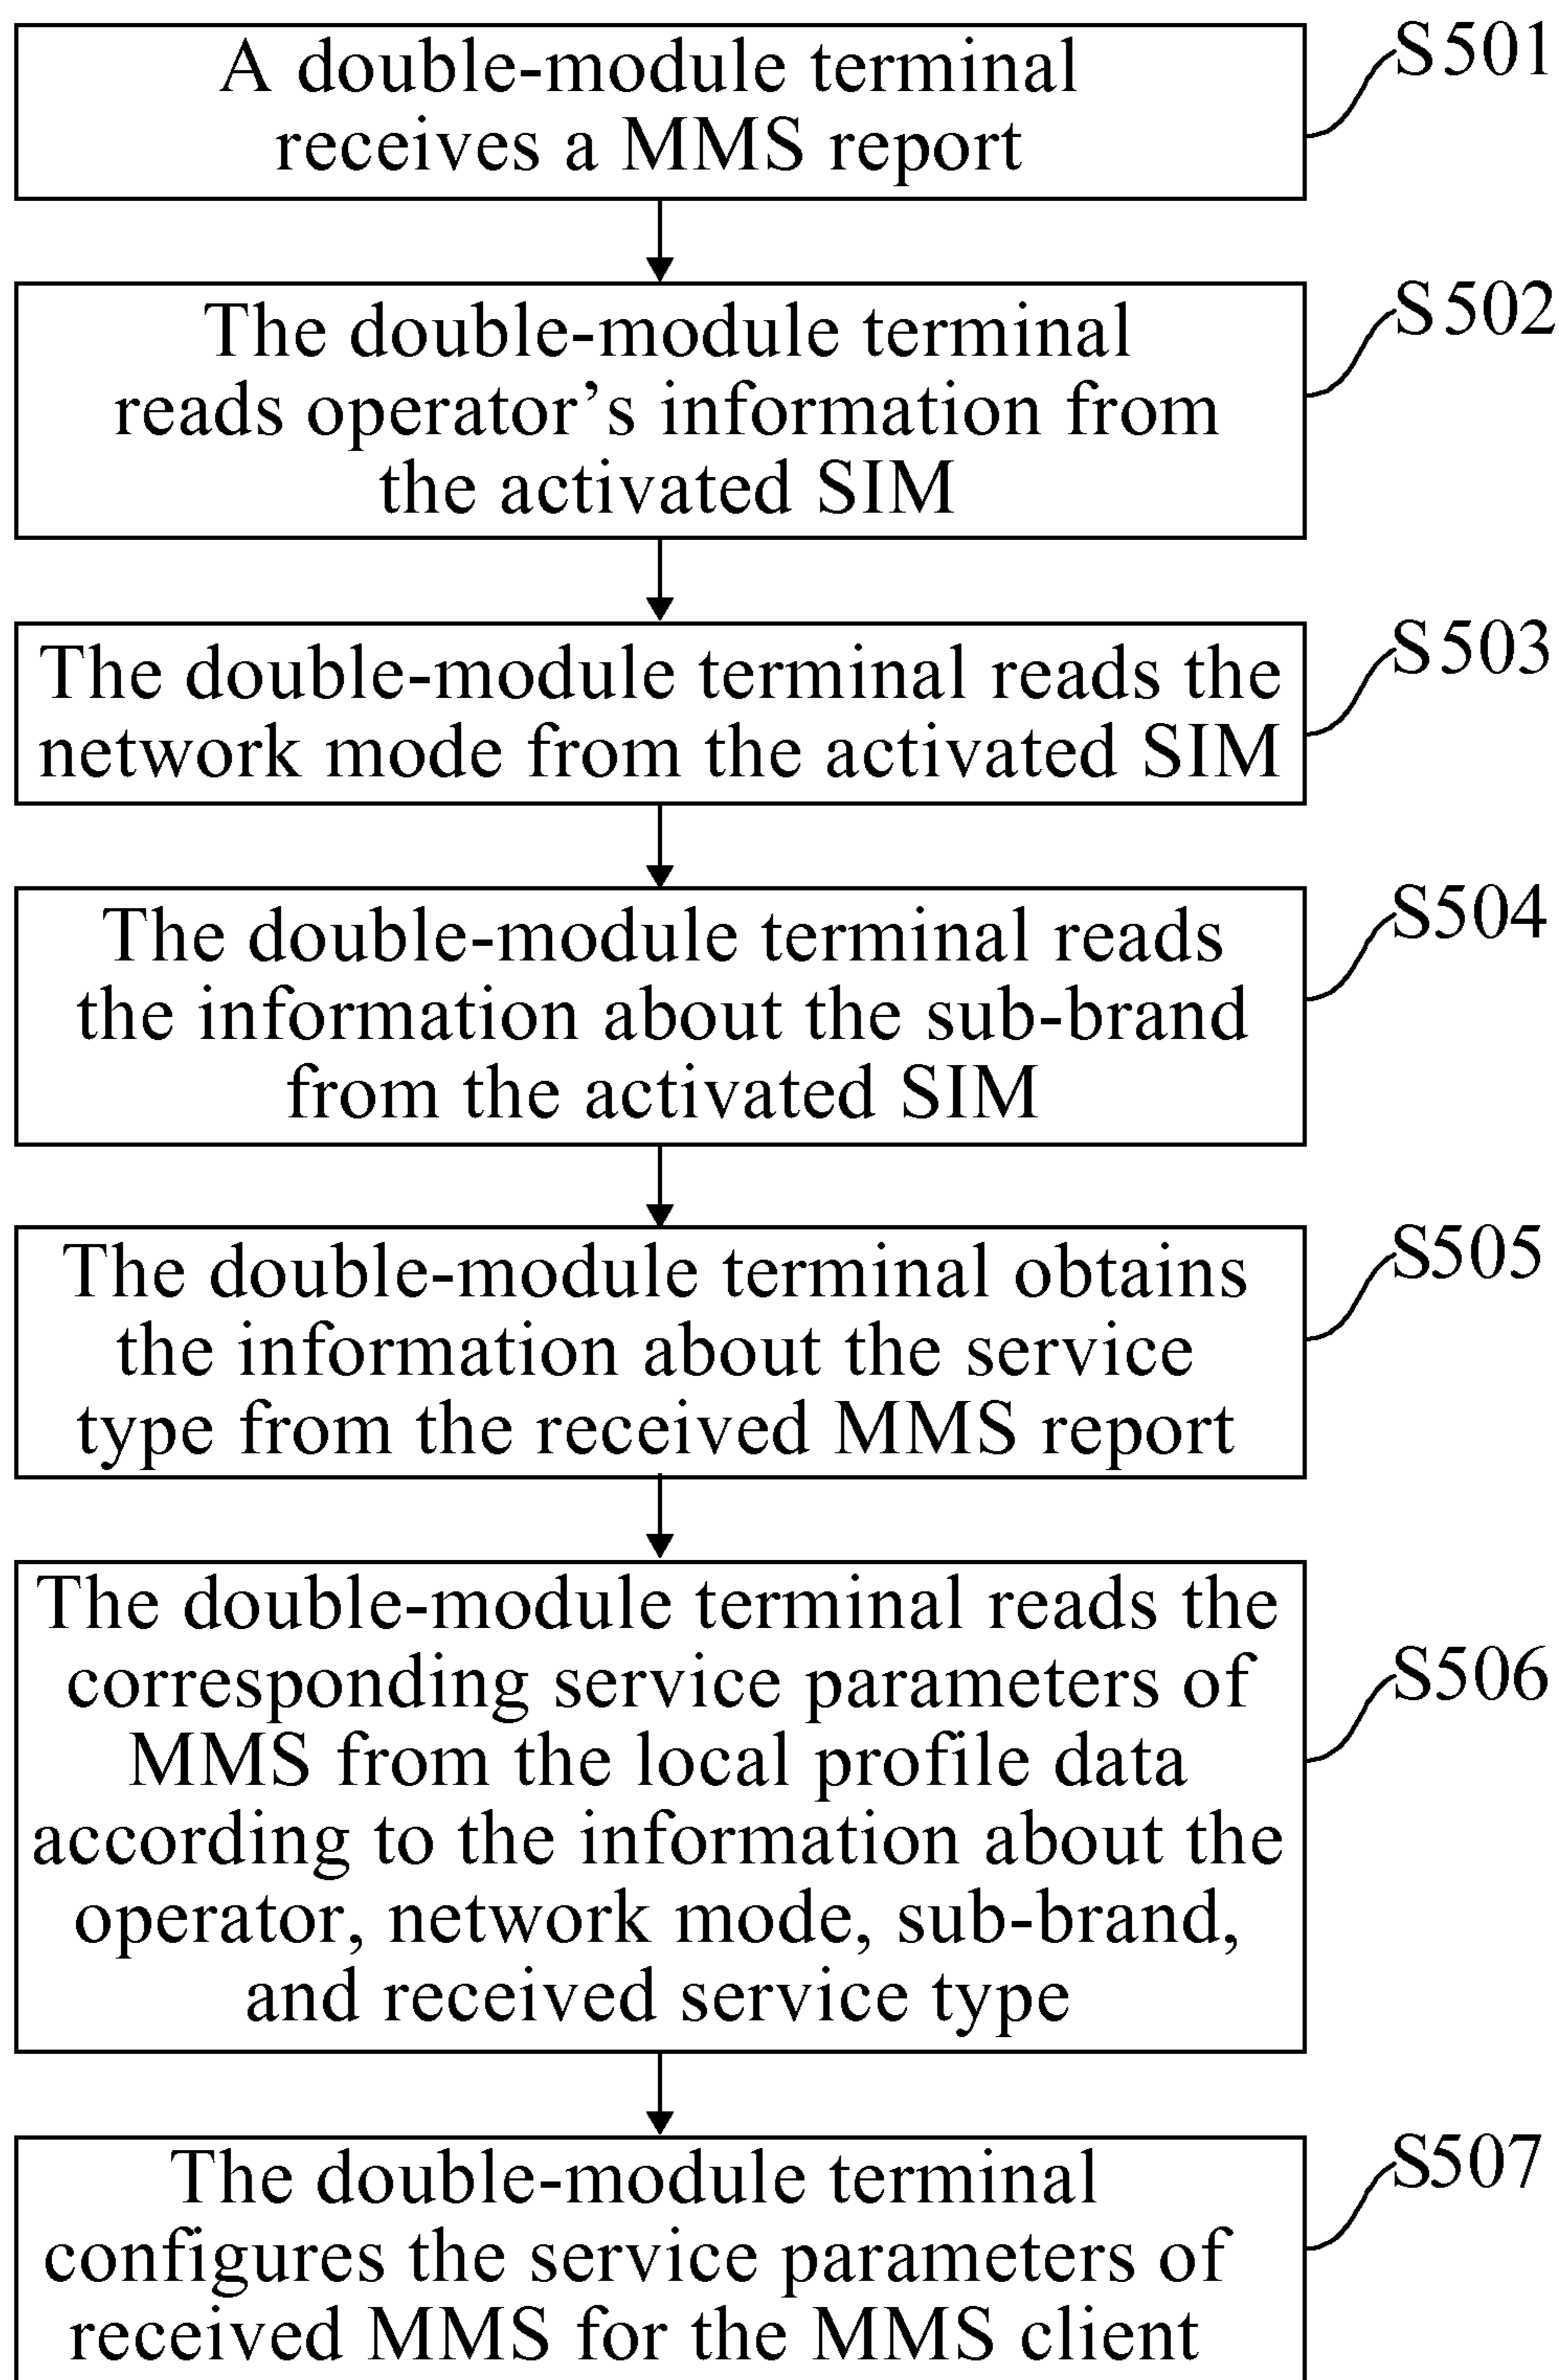 A double-module terminal
receives a MMS report
S501
The double-module terminal
reads operator's information from
the activated SIM
S502
The double-module terminal reads the
network mode from the activated SIM
S503
The double-module terminal reads
the information about the sub-brand
from the activated SIM
S504
The double-module terminal obtains
the information about the service
type from the received MMS report
S505
The double-module terminal reads the
corresponding service parameters of
MMS from the local profile data
according to the information about the
operator, network mode, sub-brand,
and received service type
S506
The double-module terminal
configures the service parameters of
received MMS for the MMS client
S507